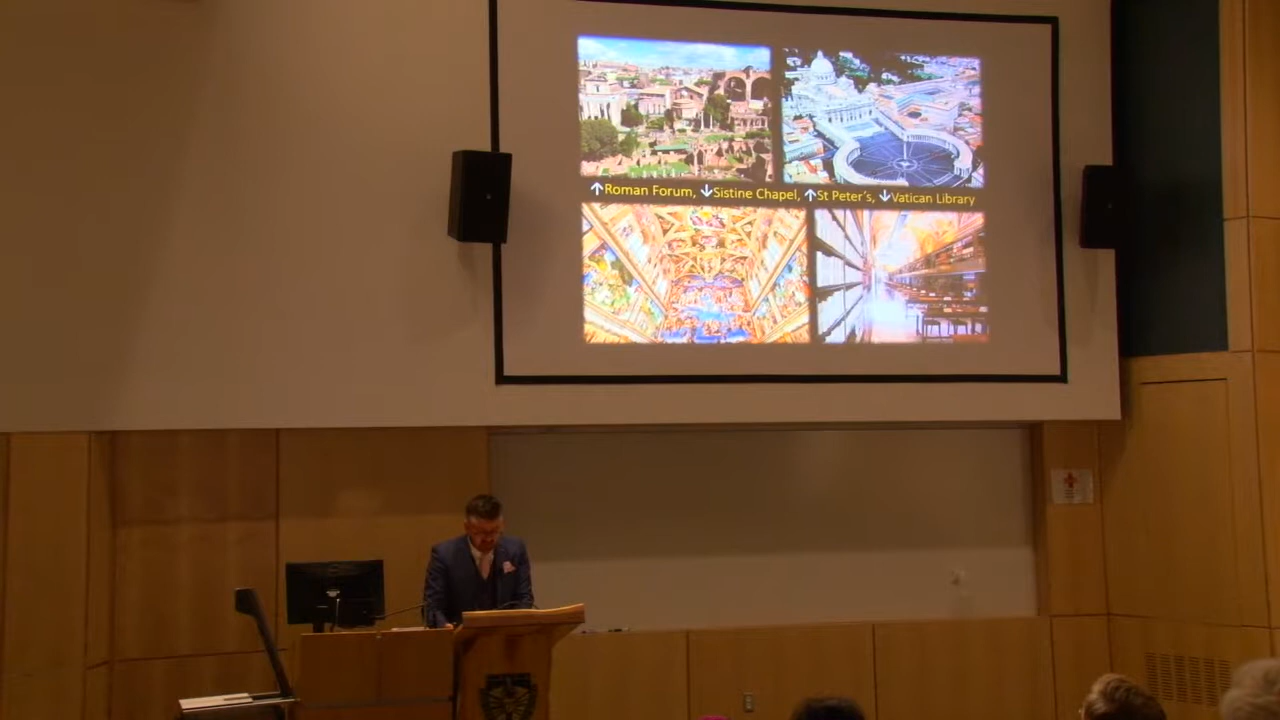 ↑Roman Forum, ↓Sistine Chapel, ↑St Peter's, ↓Vatican Library